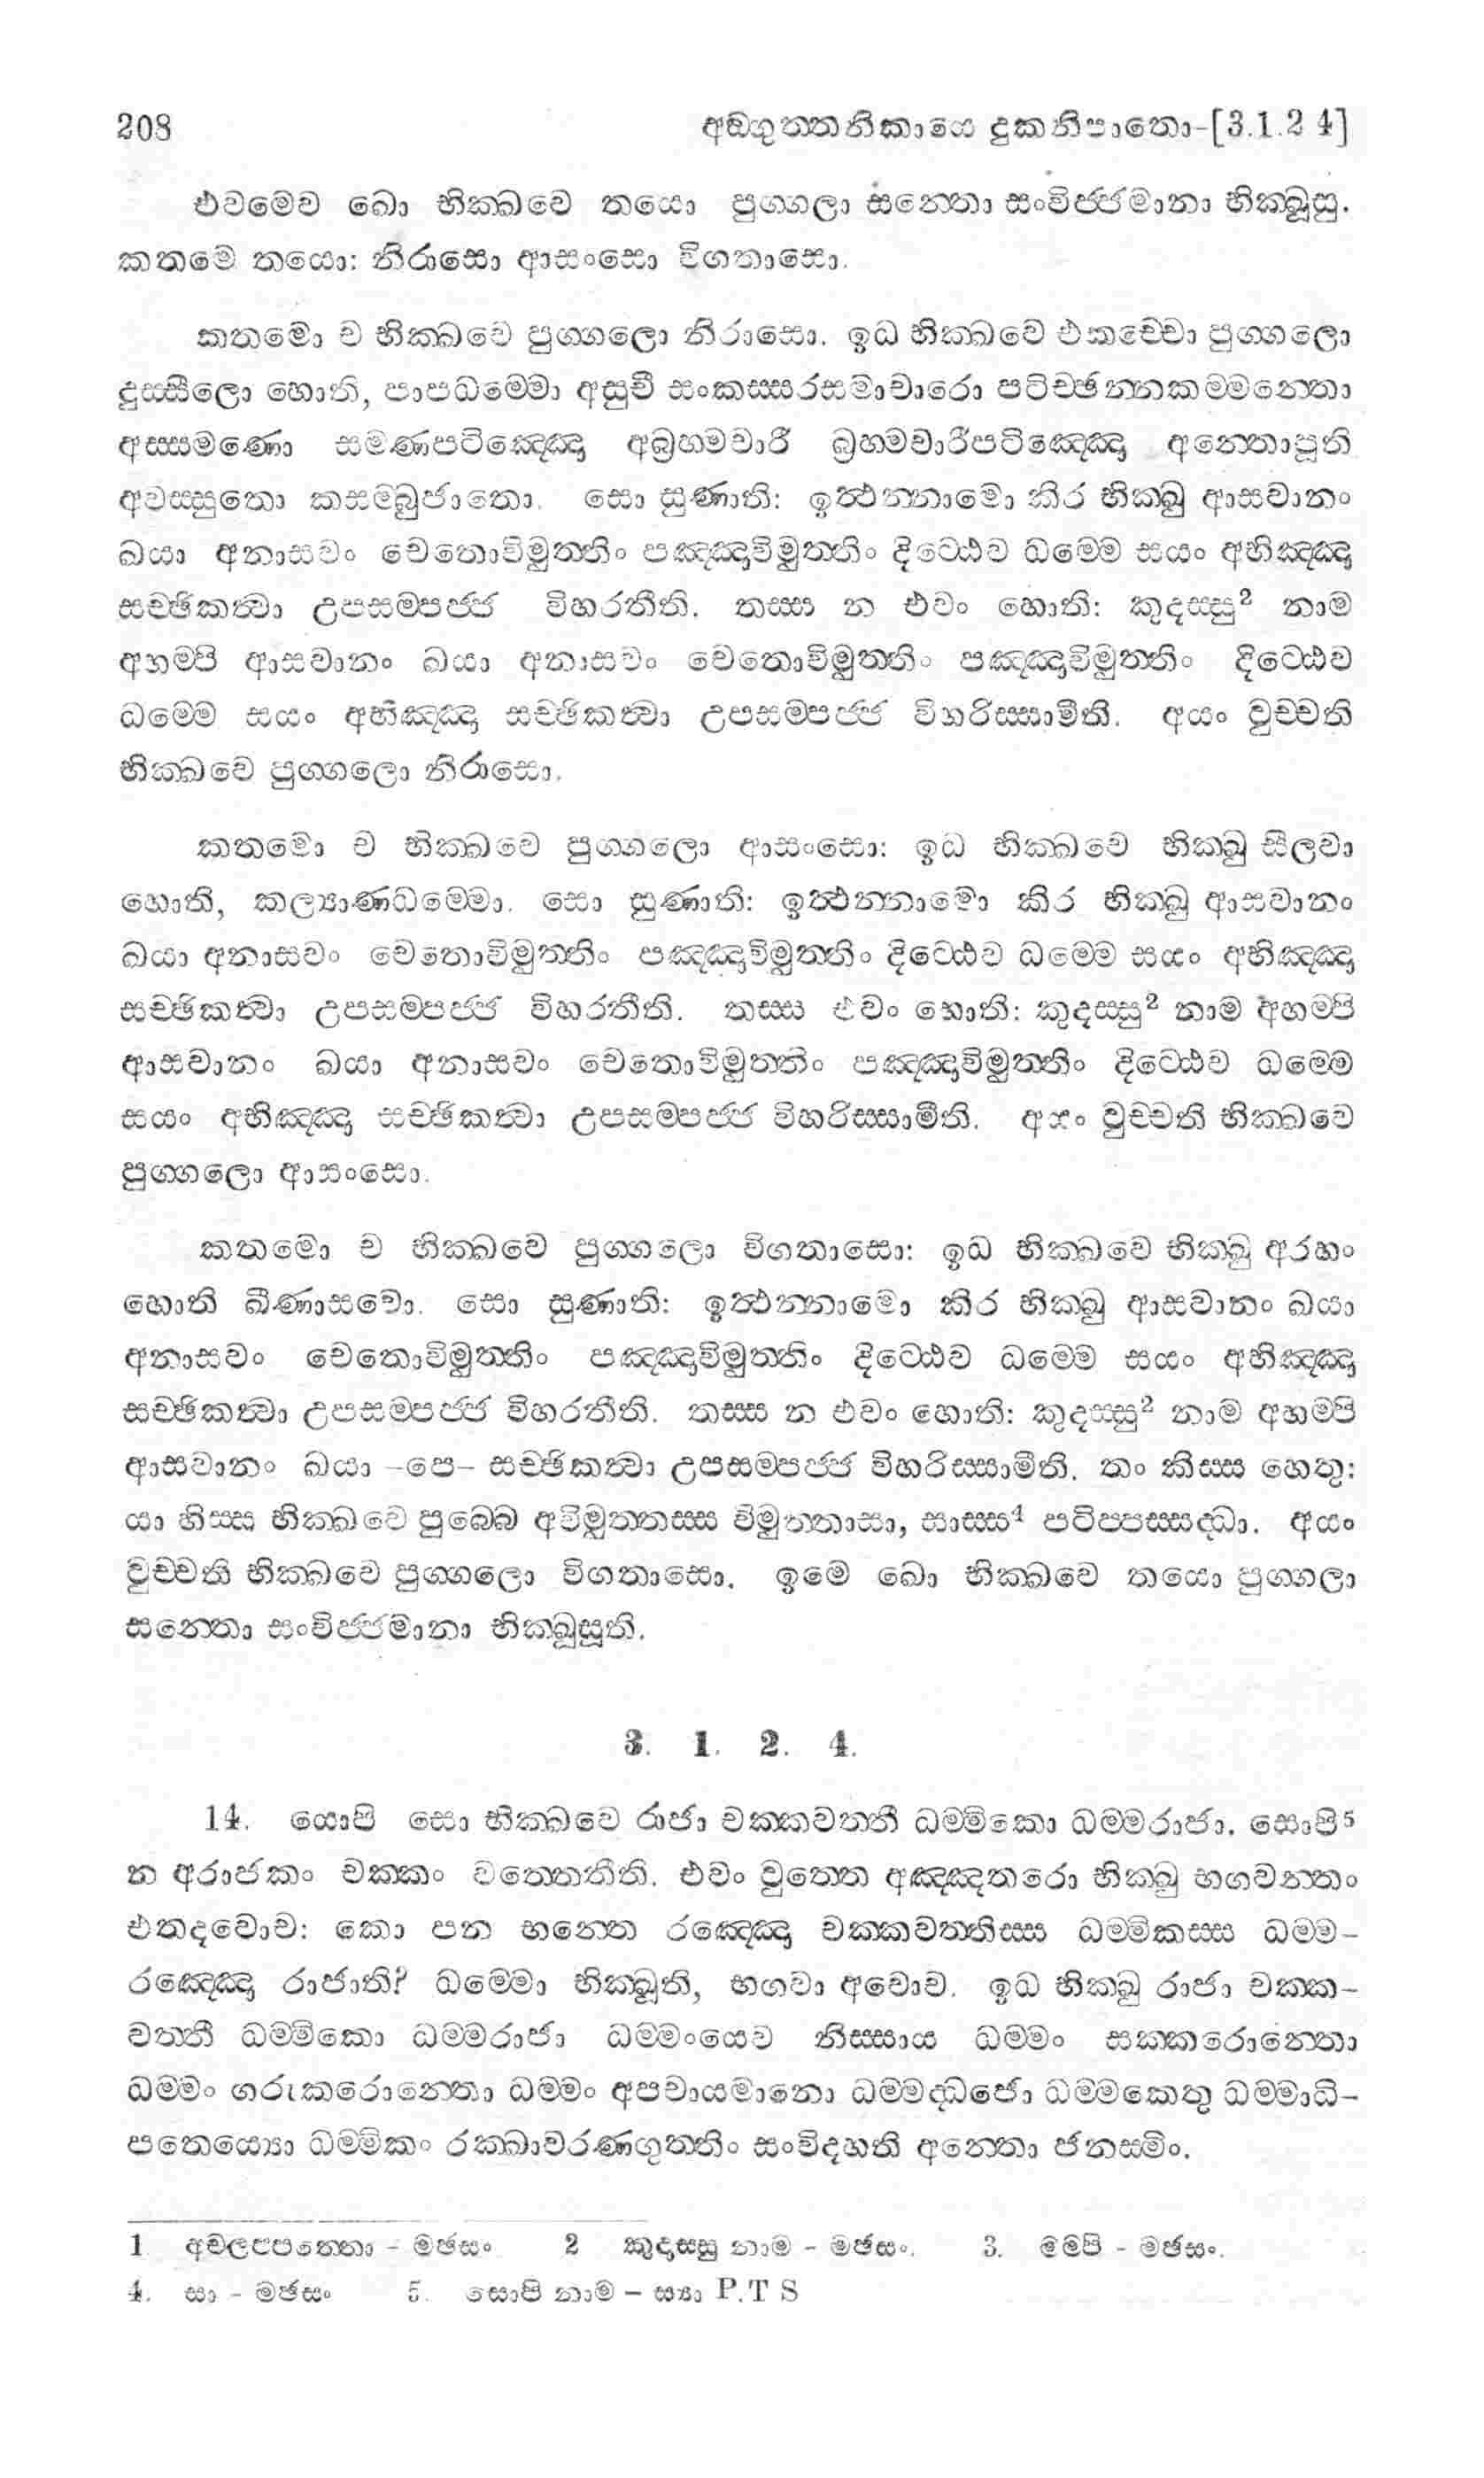 208 අඞ්ගුත්තනිකායෙ දුකනිපාතො-[3.1.2 4]
එවමෙව ඛො භික්ඛවෙ තයො පුග්ගලා සන්තො සංවිජ්ජමානා භික්ඛූසු.
කතමෙ තයො: නිරාසො ආසංසො විගතාසො.
කතමො ච භික්ඛවෙ පුග්ගලො නිරාසො. ඉධ භික්ඛවෙ එකච්චො පුග්ගලො
දුස්සීලො හොති, පාපධම්මො අසුචී සංකස්සරසමාචාරො පටිච්ඡන්නකම්මන්තො
අස්සමණො සමණපටිඤ්ඤො අබ්‍රහ්මචාරී බ්‍රහ්මචාරීපටිඤ්ඤො අන්තොපූති
අවස්සුතො කසම්බුජාතො. සො සුණාති: ඉත්ථන්නාමො කිර භික්ඛු ආසවානං
ඛයා අනාසවං චෙතොවිමුත්තිං පඤ්ඤාවිමුත්තිං දිට්ඨෙව ධම්මෙ සයං අභිඤ්ඤා
සච්ඡිකත්වා උපසම්පජ්ජ විහරතීති. තස්ස න එවං හොති: කුදස්සු2 නාම
අහම්පි ආසවානං ඛයා අනාසවං චෙතොවිමුත්තිං පඤ්ඤාවිමුත්තිං දිට්ඨෙව
ධම්මෙ සයං අභිඤ්ඤා සච්ඡිකත්වා උපසම්පජ්ජ විහරිස්සාමීති. අයං වුච්චති
භික්ඛවෙ පුග්ගලො නිරාසො.
කතමො ච භික්ඛවෙ පුග්ගලො ආසංසො: ඉධ භික්ඛවෙ භික්ඛු සීලවා
හොති, කල්‍යාණධම්මො. සො සුණාති: ඉත්ථන්නාමො කිර භික්ඛු ආසවානං
ඛයා අනාසවං චෙතොවිමුත්තිං පඤ්ඤාවිමුත්තිං දිට්ඨෙව ධම්මෙ සයං අභිඤ්ඤා
සච්ඡිකත්වා උපසම්පජ්ජ විහරතීති. තස්ස එවං හොති: කුදස්සු2 නාම අහම්පි
ආසවානං ඛයා අනාසවං චෙතොවිමුත්තිං පඤ්ඤාවිමුත්තිං දිට්ඨෙව ධම්මෙ
සයං අභිඤ්ඤා සච්ඡිකත්වා උපසම්පජ්ජ විහරිස්සාමීති. අයං වුච්චති භික්ඛවෙ
පුග්ගලො ආසංසො.
කතමො ච භික්ඛවෙ පුග්ගලො විගතාසො: ඉධ භික්ඛවෙ භික්ඛු අරහං
හොති ඛීණාසවො. සො සුණාති: ඉත්ථන්නාමො කිර භික්ඛු ආසවානං ඛයා
අනාසවං චෙතොවිමුත්තිං පඤ්ඤාවිමුත්තිං දිට්ඨෙව ධම්මෙ සයං අභිඤ්ඤා
සච්ඡිකත්වා උපසම්පජ්ජ විහරතීති. තස්ස න එවං හොති: කුදස්සු2 නාම අහම්පි
ආසවානං ඛයා -පෙ- සච්ඡිකත්වා උපසම්පජ්ජ විහරිස්සාමීති. තං කිස්ස හෙතු:
යා හිස්ස භික්ඛවෙ පුබ්බෙ අවිමුත්තස්ස විමුත්තාසා, සාස්ස4 පටිප්පස්සද්ධා. අයං
වුච්චති භික්ඛවෙ පුග්ගලො විගතාසො. ඉමෙ ඛො භික්ඛවෙ තයො පුග්ගලා
සන්තො සංවිජ්ජමානා භික්ඛූසූති.
3. 1. 2. 4.
14. යොපි සො භික්ඛවෙ රාජා චක්කවත්තී ධම්මිකො ධම්මරාජා. සොපි5
න අරාජකං චක්කං වත්තෙතීති. එවං වුත්තෙ අඤ්ඤතරො භික්ඛු භගවන්තං
එතදවොච: කො පන භන්තෙ රඤ්ඤො චක්කවත්තිස්ස ධම්මිකස්ස ධම්ම-
රඤ්ඤො රාජාති? ධම්මො භික්ඛූති, භගවා අවොච. ඉධ භික්ඛු රාජා චක්ක-
වත්තී ධම්මිකො ධම්මරාජා ධම්මංයෙව නිස්සාය ධම්මං සක්කරොන්තො
ධම්මං ගරුකරොන්තො ධම්මං අපචායමානො ධම්මද්ධජො ධම්මකෙතු ධම්මාධි-
පතෙය්‍යො ධම්මිකං රක්ඛාවරණගුත්තිං සංවිදහති අන්තො ජනස්මිං.
1 අචලප්පත්තො - මඡසං 2 කුදාස්සු නාම - මඡසං. 3. මම්පි - මඡසං.
4. සා - මඡසං 5. සොපි නාම - ස්‍යා P.T S